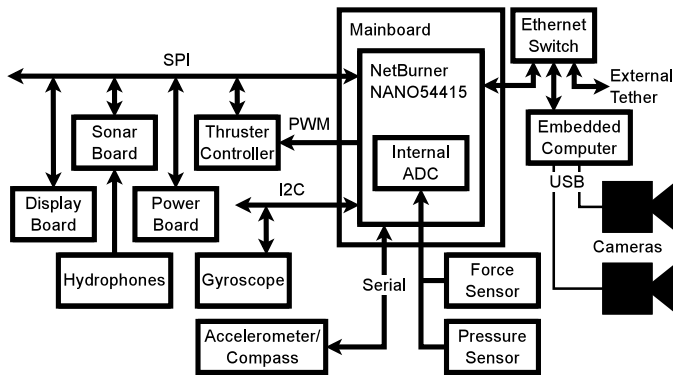 Mainboard
Ethernet
Switch
SPI
NetBurner
NANO54415
External
Tether
Sonar
Board
Thruster
Controller
PWM
Embedded
Computer
Internal
ADC
Display
Board
Power
Board
I2C
USB
Cameras
Hydrophones
Gyroscope
Serial
Force
Sensor
Accelerometer/
Compass
Pressure
Sensor